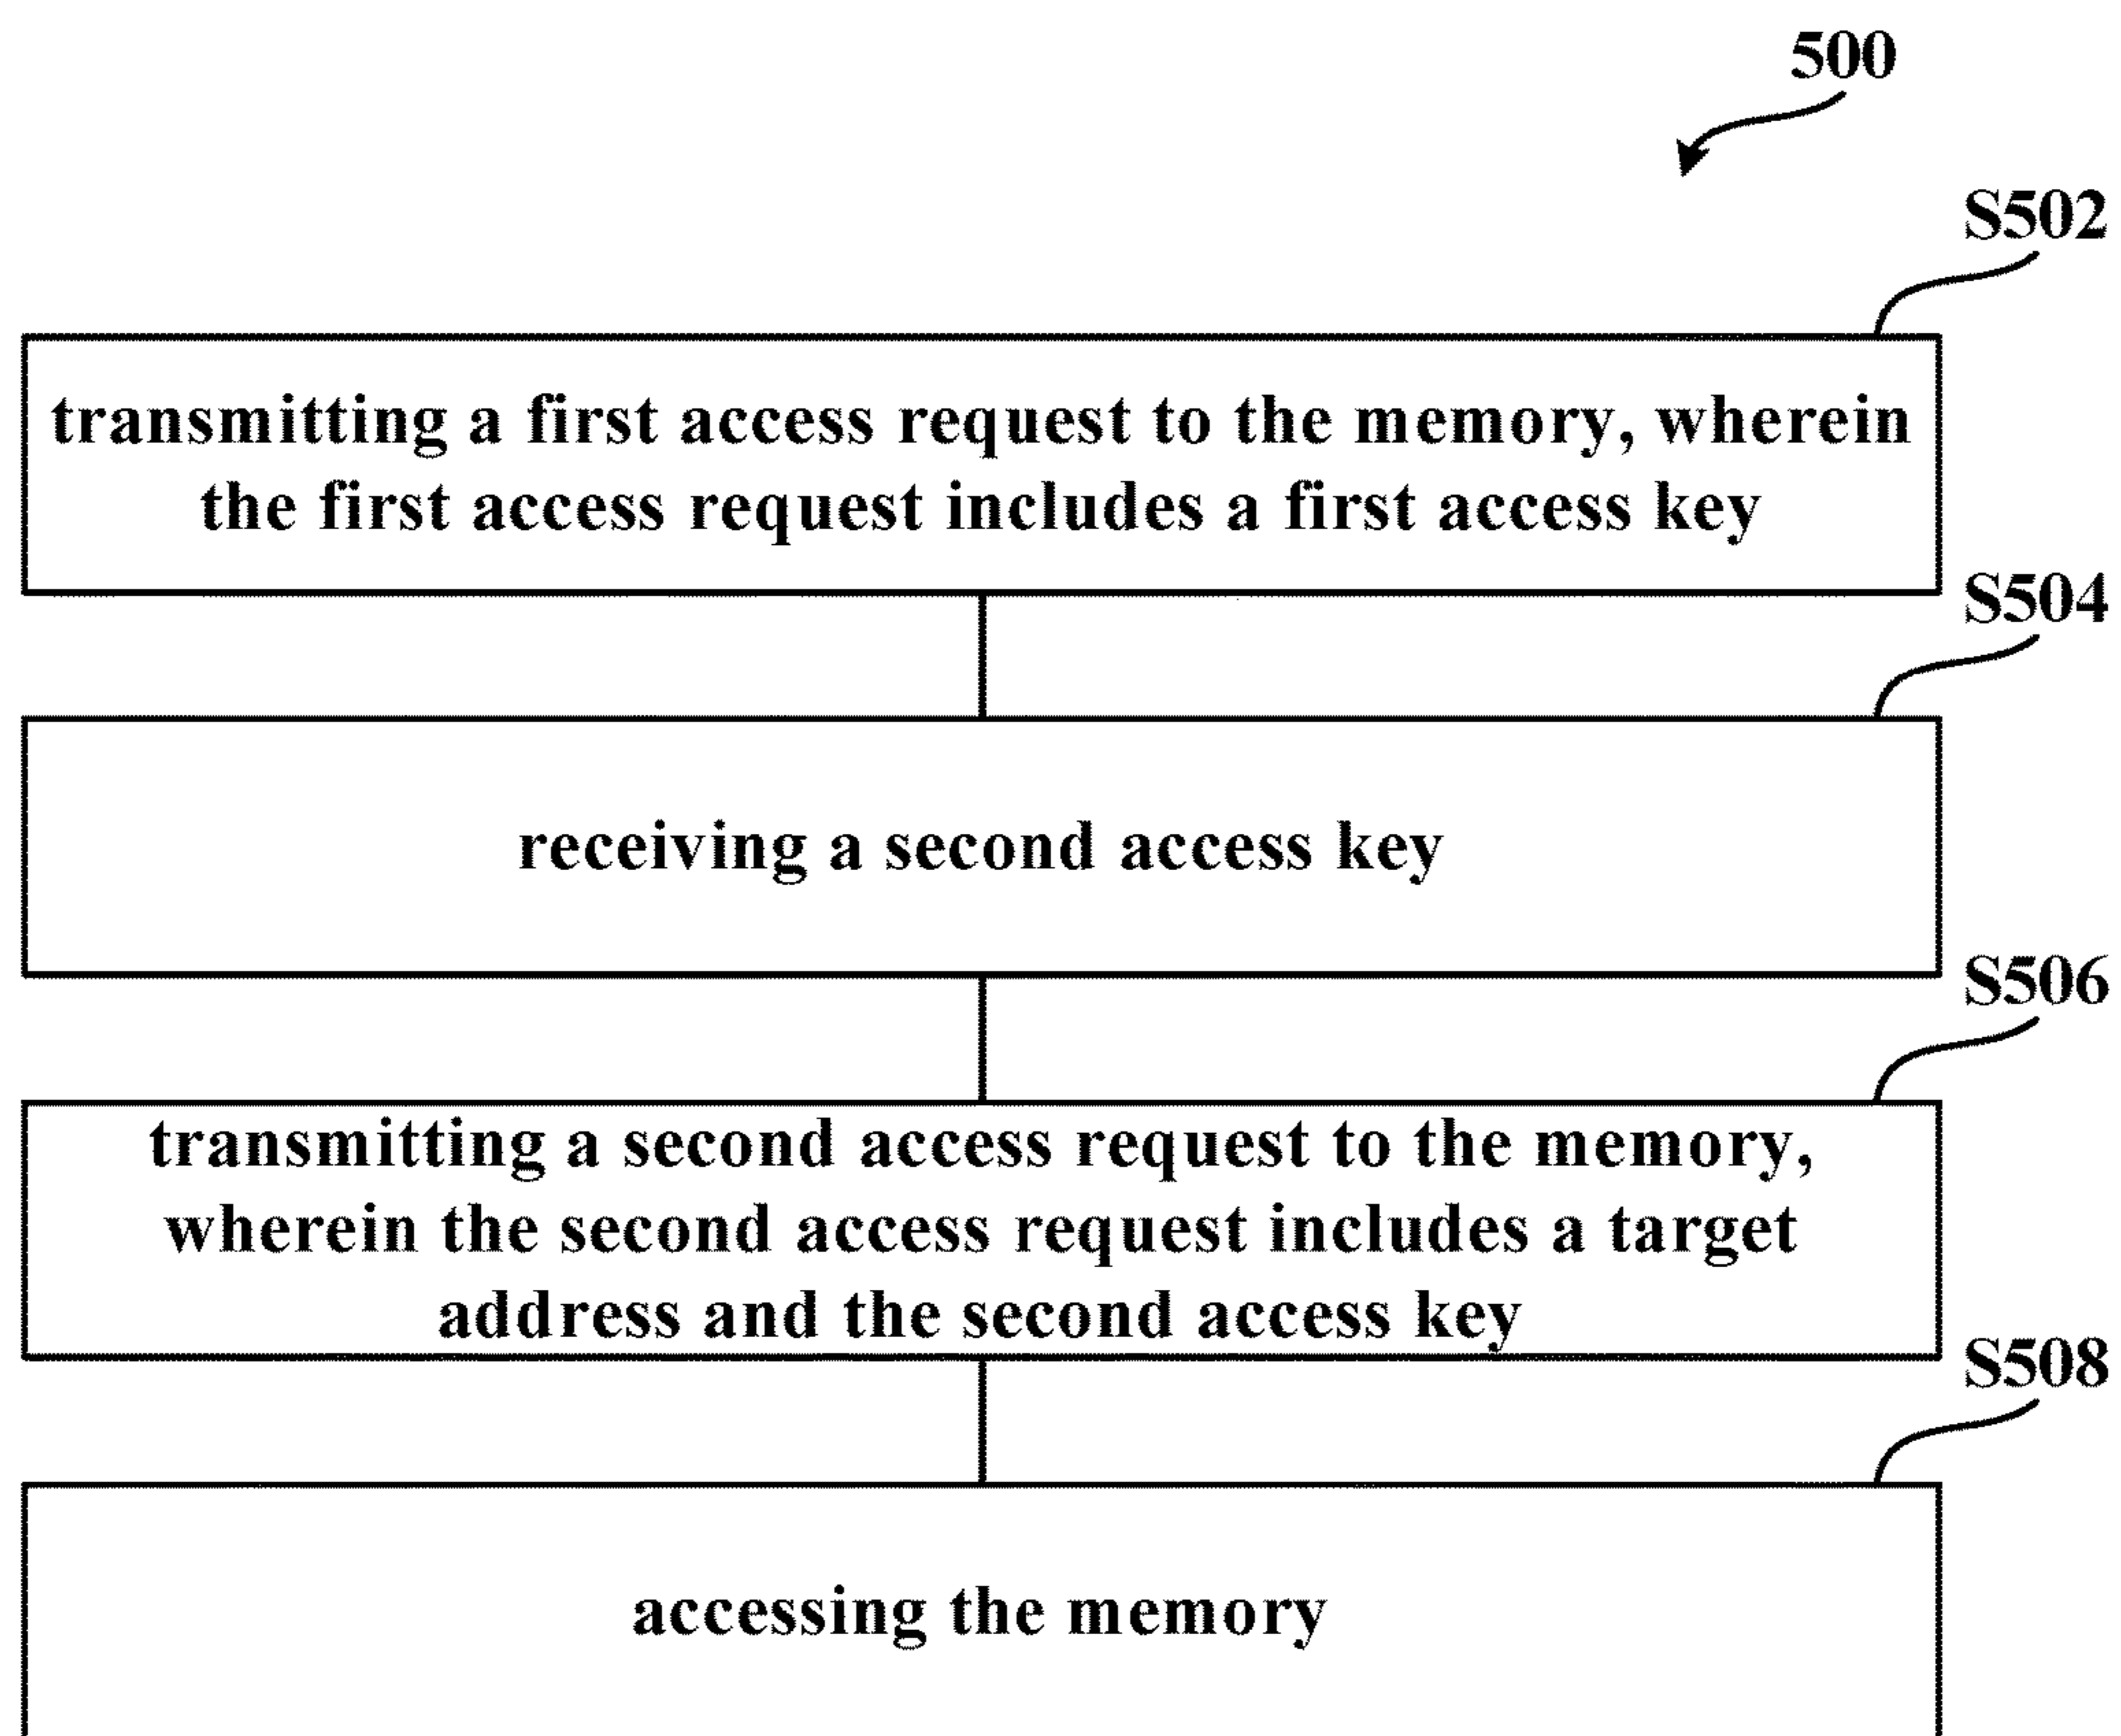 500
S502
transmitting a first access request to the memory, wherein
the first access request includes a first access key
S504
receiving a second access key
S506
transmitting a second access request to the memory,
wherein the second access request includes a target
address and the second access key
S508
accessing the memory